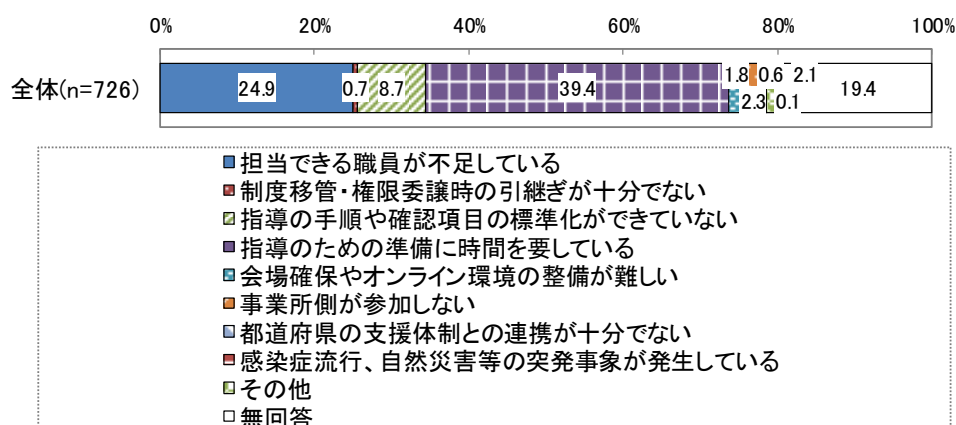 0% 20% 40% 60% 80% 100%
全体(n=726)
24.9 0.7 8.7 39.4 1.8 2.3 0.6 0.1 2.1 19.4
担当できる職員が不足している
制度移管・権限委譲時の引継ぎが十分でない
指導の手順や確認項目の標準化ができていない
指導のための準備に時間を要している
会場確保やオンライン環境の整備が難しい
事業所側が参加しない
都道府県の支援体制との連携が十分でない
感染症流行、自然災害等の突発事象が発生している
その他
無回答